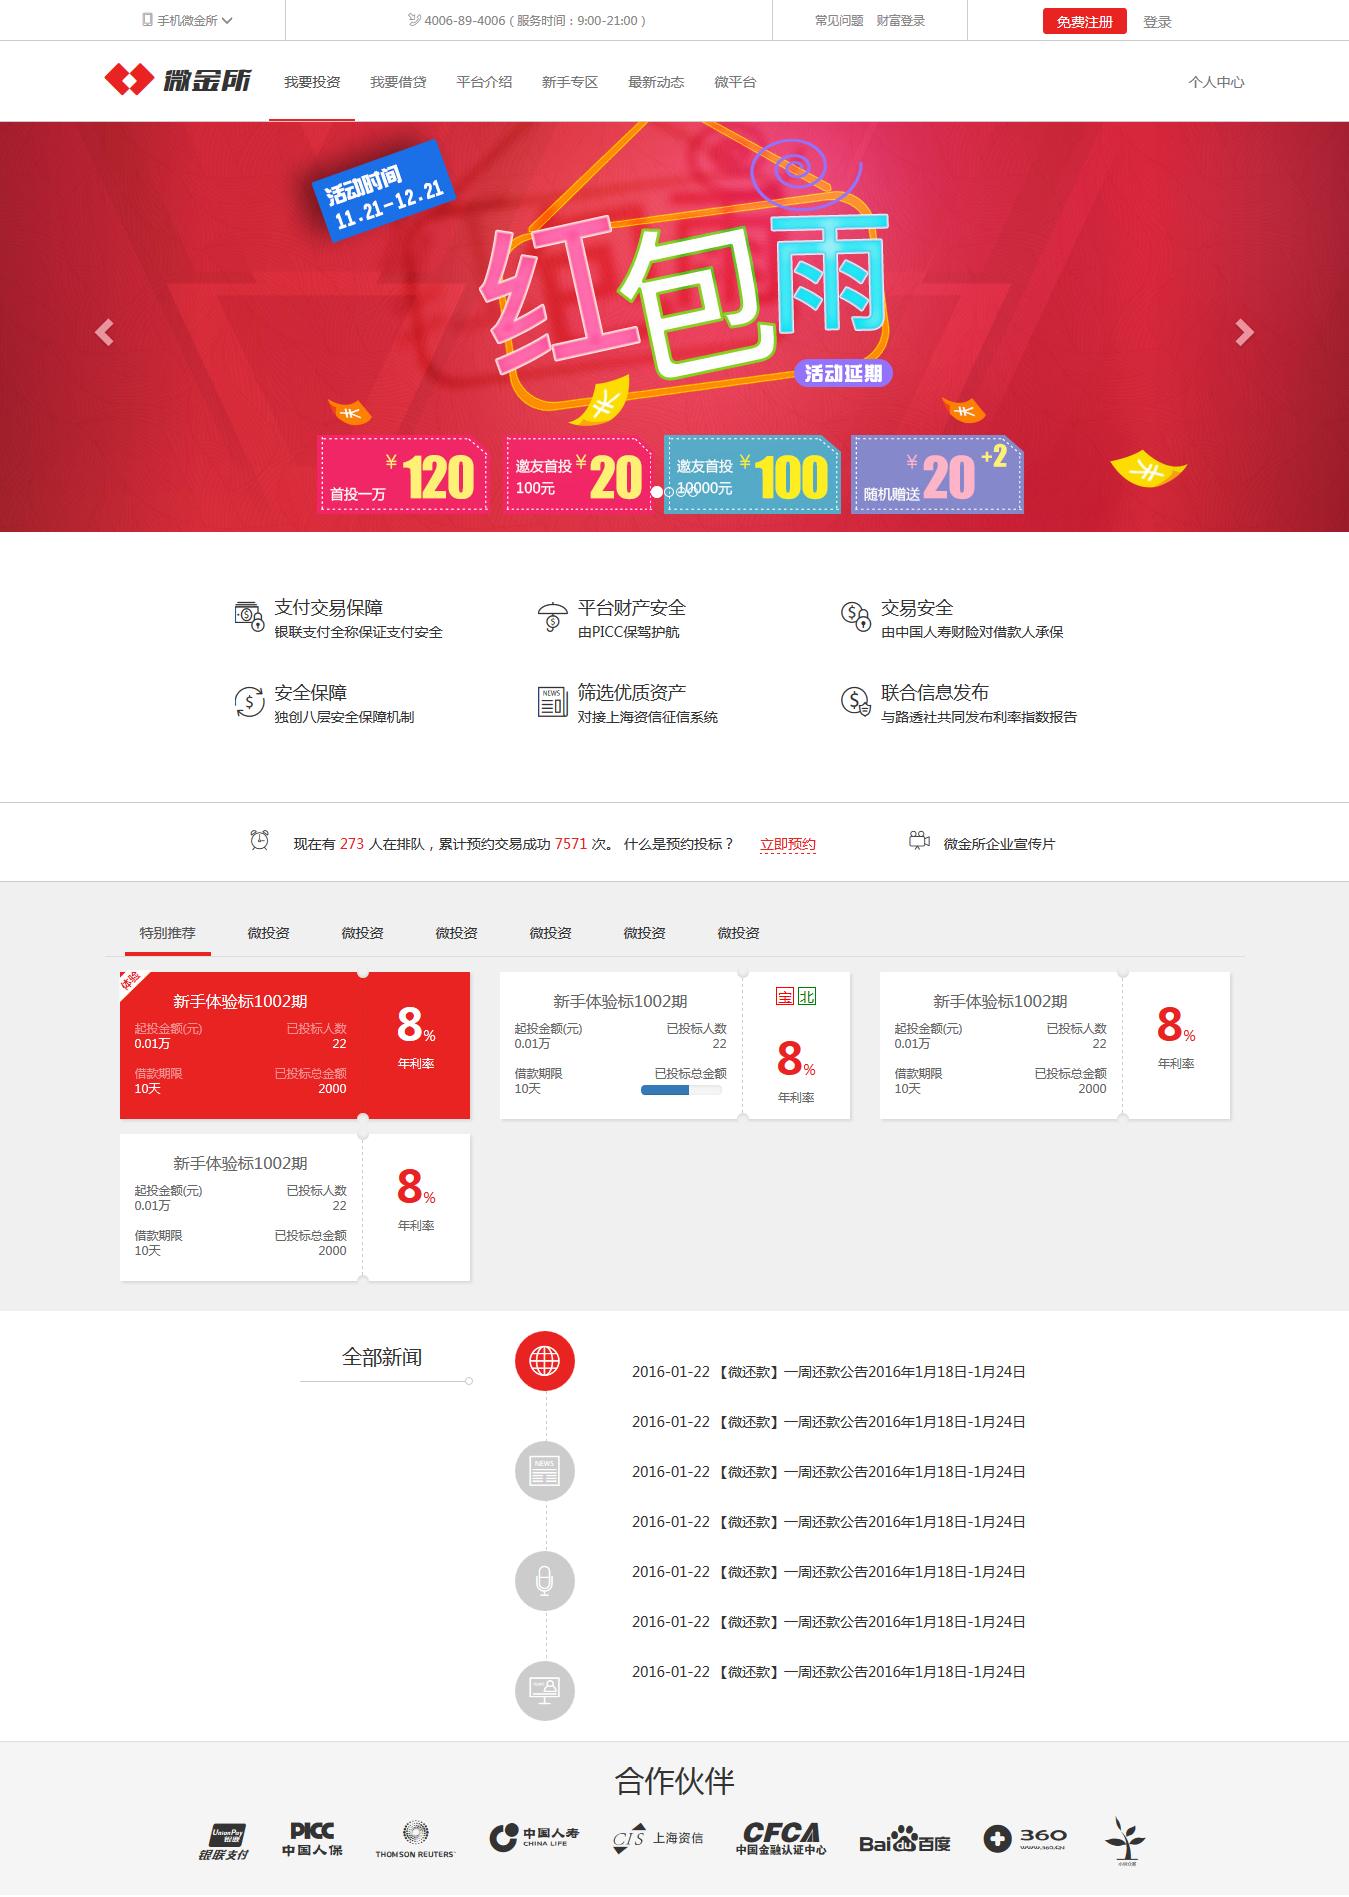 手机微金所
4006-89-4006 ( 服务时间 : 9:00-21:00 )
常见问题 财富登录
免费注册 登录
微金所
我要投资 我要借贷 平台介绍 新手专区 最新动态 微平台 个人中心
活动时间
11.21-12.21
红包雨
活动延期
首投一万 ¥120
邀友首投 ¥20
100元
邀友首投 ¥100
10000元
随机赠送 ¥20 +2
支付交易保障
银联支付全称保证支付安全
平台财产安全
由PICC保驾护航
交易安全
由中国人寿财险对借款人承保
安全保障
独创八层安全保障机制
NEWS
筛选优质资产
对接上海资信征信系统
联合信息发布
与路透社共同发布利率指数报告
现在有 273 人在排队，累计预约交易成功 7571 次。 什么是预约投标？ 立即预约
微金所企业宣传片
特别推荐 微投资 微投资 微投资 微投资 微投资 微投资
体验
新手体验标1002期
起投金额(元) 已投标人数
0.01万 22
借款期限 已投标总金额
10天 2000
8%
年利率
新手体验标1002期
起投金额(元) 已投标人数
0.01万 22
借款期限 已投标总金额
10天
宝 北
8%
年利率
新手体验标1002期
起投金额(元) 已投标人数
0.01万 22
借款期限 已投标总金额
10天 2000
8%
年利率
新手体验标1002期
起投金额(元) 已投标人数
0.01万 22
借款期限 已投标总金额
10天 2000
8%
年利率
全部新闻
NEWS
2016-01-22 【微还款】一周还款公告2016年1月18日-1月24日
2016-01-22 【微还款】一周还款公告2016年1月18日-1月24日
2016-01-22 【微还款】一周还款公告2016年1月18日-1月24日
2016-01-22 【微还款】一周还款公告2016年1月18日-1月24日
2016-01-22 【微还款】一周还款公告2016年1月18日-1月24日
2016-01-22 【微还款】一周还款公告2016年1月18日-1月24日
2016-01-22 【微还款】一周还款公告2016年1月18日-1月24日
合作伙伴
UnionPay
银联
银联支付
PICC
中国人保
THOMSON REUTERS
中国人寿
CHINA LIFE
CIS 上海资信
CFCA
中国金融认证中心
Baidu百度
360
WWW.360.CN